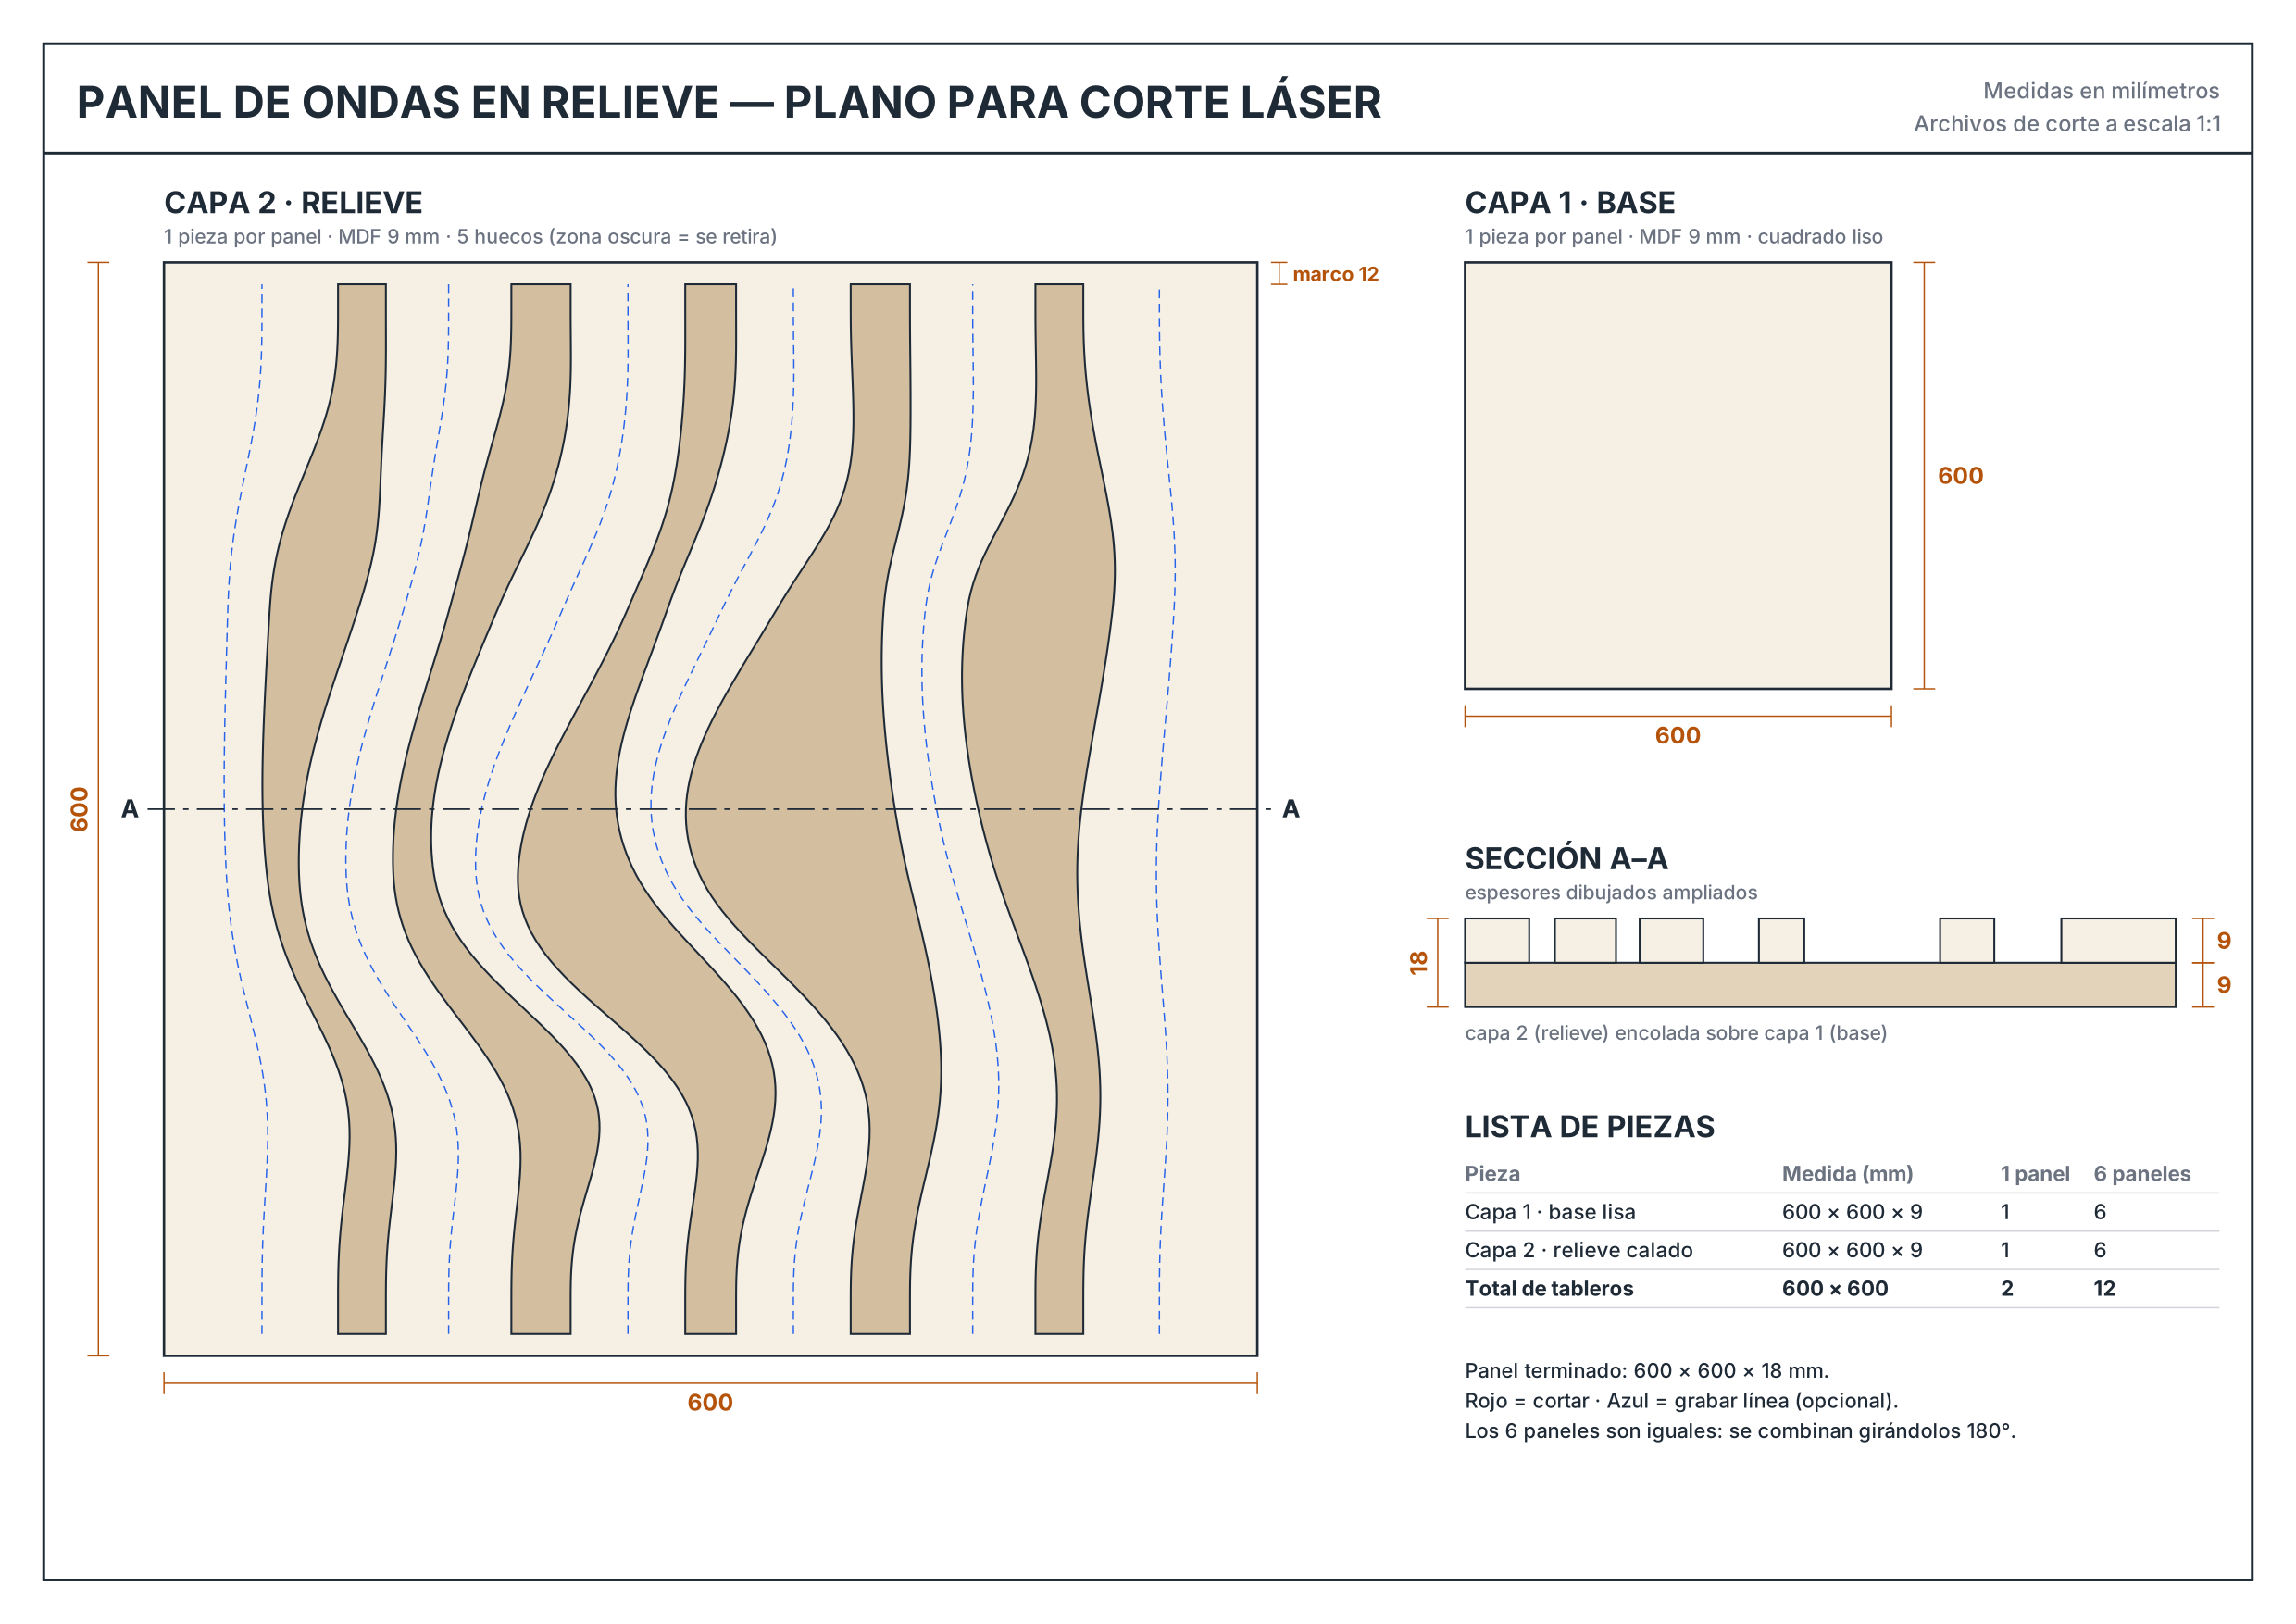 PANEL DE ONDAS EN RELIEVE — PLANO PARA CORTE LÁSER
Medidas en milímetros
Archivos de corte a escala 1:1
CAPA 2 · RELIEVE
1 pieza por panel · MDF 9 mm · 5 huecos (zona oscura = se retira)
marco 12
600
A
A
600
CAPA 1 · BASE
1 pieza por panel · MDF 9 mm · cuadrado liso
600
600
SECCIÓN A–A
espesores dibujados ampliados
18
9
9
capa 2 (relieve) encolada sobre capa 1 (base)
LISTA DE PIEZAS
Pieza Medida (mm) 1 panel 6 paneles
Capa 1 · base lisa 600 × 600 × 9 1 6
Capa 2 · relieve calado 600 × 600 × 9 1 6
Total de tableros 600 × 600 2 12
Panel terminado: 600 × 600 × 18 mm.
Rojo = cortar · Azul = grabar línea (opcional).
Los 6 paneles son iguales: se combinan girándolos 180°.